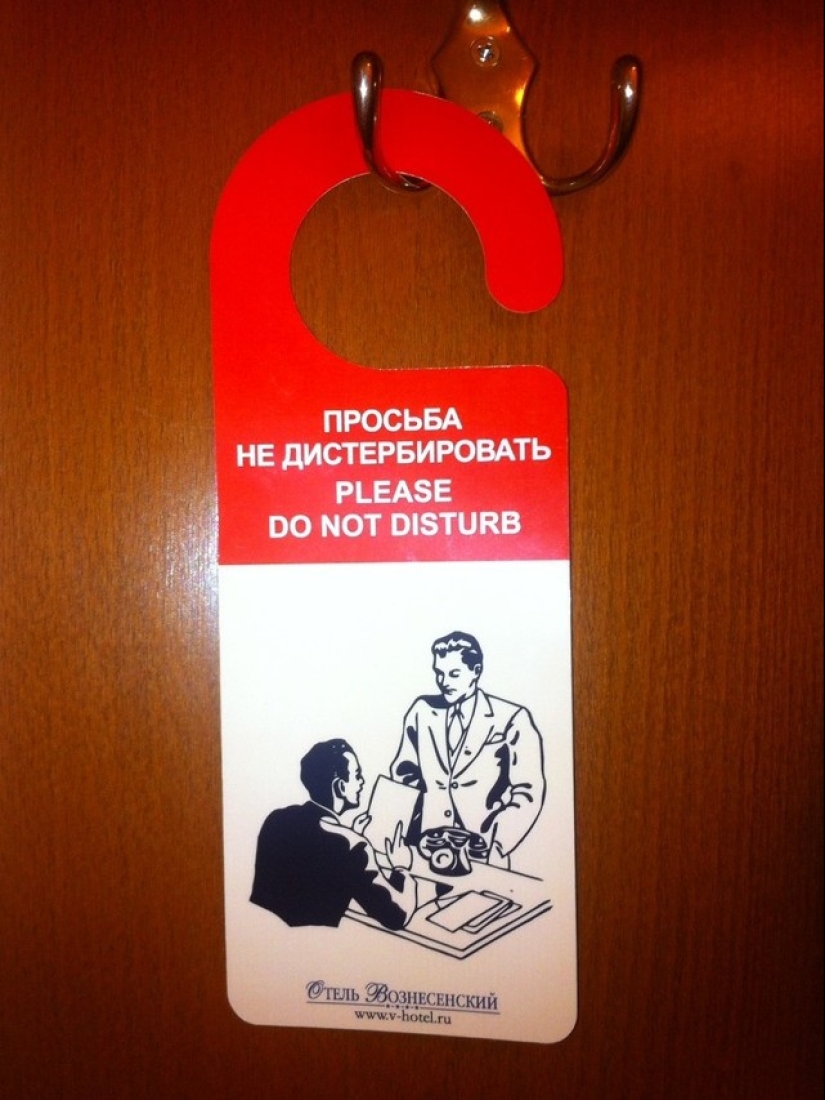 ПРОСЬБА
НЕ ДИСТЕРБИРОВАТЬ
PLEASE
DO NOT DISTURB
ОТЕЛЬ ВОЗНЕСЕНСКИЙ
www.v-hotel.ru